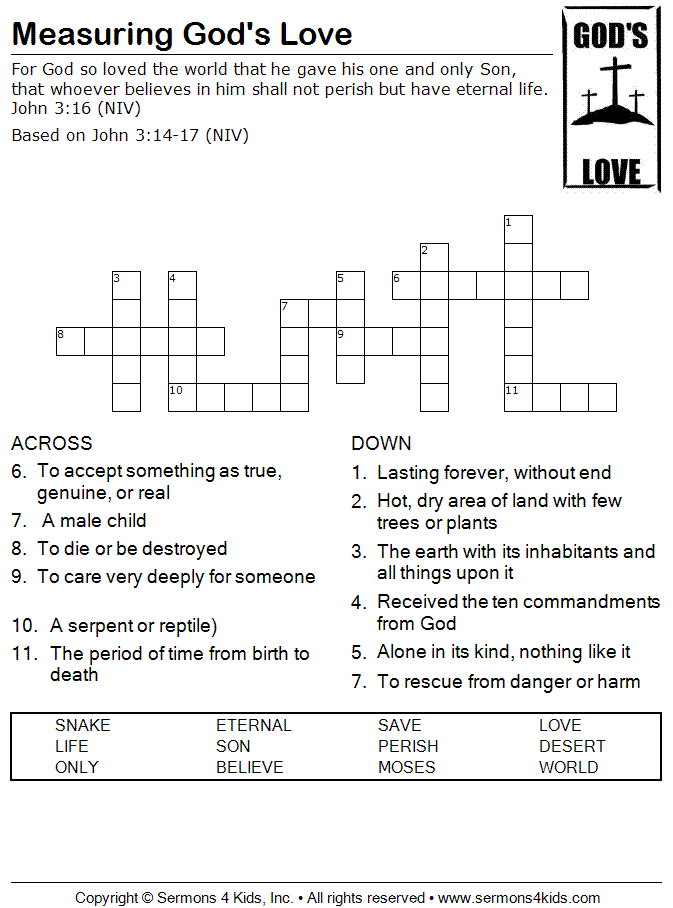 Measuring God's Love
For God so loved the world that he gave his one and only Son,
that whoever believes in him shall not perish but have eternal life.
John 3:16 (NIV)
Based on John 3:14-17 (NIV)
GOD'S
LOVE
1
2
3 4 5 6
7
8 9
10 11
ACROSS
6. To accept something as true,
genuine, or real
7. A male child
8. To die or be destroyed
9. To care very deeply for someone
10. A serpent or reptile)
11. The period of time from birth to
death
DOWN
1. Lasting forever, without end
2. Hot, dry area of land with few
trees or plants
3. The earth with its inhabitants and
all things upon it
4. Received the ten commandments
from God
5. Alone in its kind, nothing like it
7. To rescue from danger or harm
SNAKE ETERNAL SAVE LOVE
LIFE SON PERISH DESERT
ONLY BELIEVE MOSES WORLD
Copyright © Sermons 4 Kids, Inc. • All rights reserved • www.sermons4kids.com